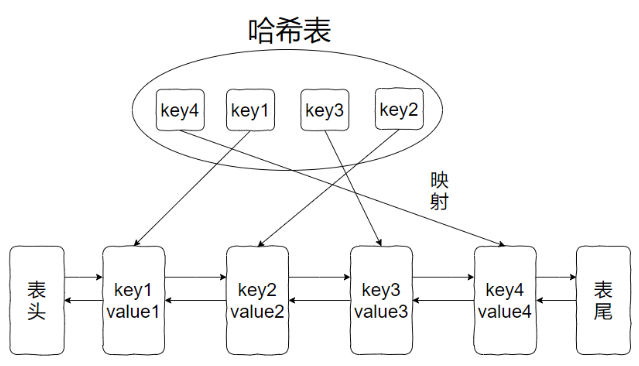 哈希表
key4
key1
key3
key2
映
射
表
头
key1
value1
key2
value2
key3
value3
key4
value4
表
尾